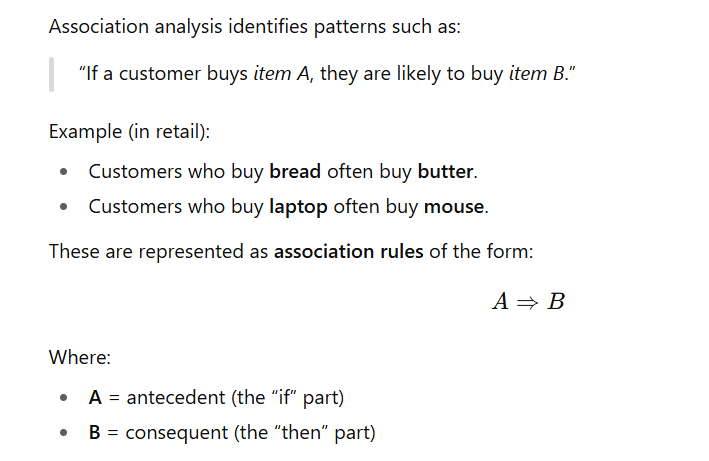 Association analysis identifies patterns such as:
“If a customer buys item A, they are likely to buy item B.”
Example (in retail):
• Customers who buy bread often buy butter.
• Customers who buy laptop often buy mouse.
These are represented as association rules of the form:
A ⇒ B
Where:
• A = antecedent (the “if” part)
• B = consequent (the “then” part)